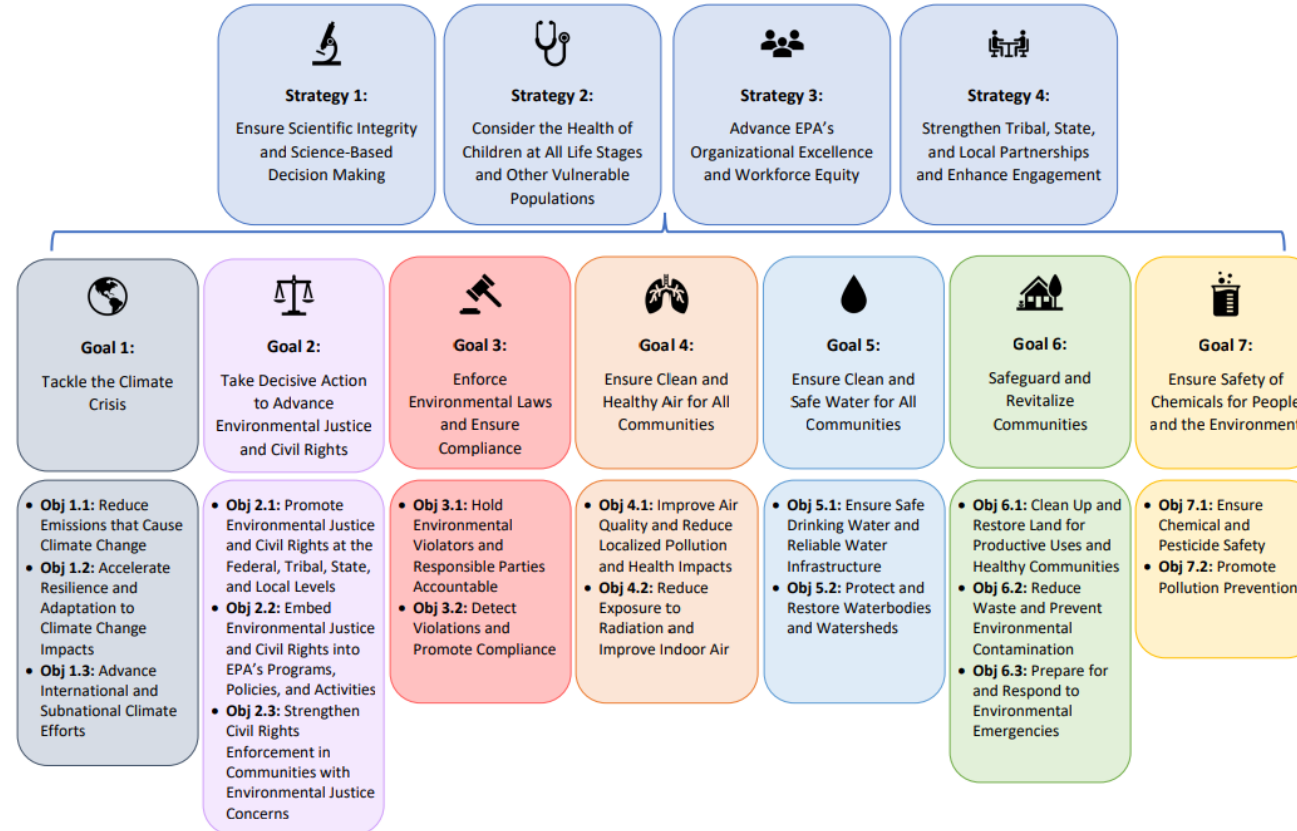 Strategy 1:
Ensure Scientific Integrity
and Science-Based
Decision Making
Strategy 2:
Consider the Health of
Children at All Life Stages
and Other Vulnerable
Populations
Strategy 3:
Advance EPA’s
Organizational Excellence
and Workforce Equity
Strategy 4:
Strengthen Tribal, State,
and Local Partnerships
and Enhance Engagement
Goal 1:
Tackle the Climate
Crisis
Goal 2:
Take Decisive Action
to Advance
Environmental Justice
and Civil Rights
Goal 3:
Enforce
Environmental Laws
and Ensure
Compliance
Goal 4:
Ensure Clean and
Healthy Air for All
Communities
Goal 5:
Ensure Clean and
Safe Water for All
Communities
Goal 6:
Safeguard and
Revitalize
Communities
Goal 7:
Ensure Safety of
Chemicals for People
and the Environment
• Obj 1.1: Reduce
Emissions that Cause
Climate Change
• Obj 1.2: Accelerate
Resilience and
Adaptation to
Climate Change
Impacts
• Obj 1.3: Advance
International and
Subnational Climate
Efforts
• Obj 2.1: Promote
Environmental Justice
and Civil Rights at the
Federal, Tribal, State,
and Local Levels
• Obj 2.2: Embed
Environmental Justice
and Civil Rights into
EPA’s Programs,
Policies, and Activities
• Obj 2.3: Strengthen
Civil Rights
Enforcement in
Communities with
Environmental Justice
Concerns
• Obj 3.1: Hold
Environmental
Violators and
Responsible Parties
Accountable
• Obj 3.2: Detect
Violations and
Promote Compliance
• Obj 4.1: Improve Air
Quality and Reduce
Localized Pollution
and Health Impacts
• Obj 4.2: Reduce
Exposure to
Radiation and
Improve Indoor Air
• Obj 5.1: Ensure Safe
Drinking Water and
Reliable Water
Infrastructure
• Obj 5.2: Protect and
Restore Waterbodies
and Watersheds
• Obj 6.1: Clean Up and
Restore Land for
Productive Uses and
Healthy Communities
• Obj 6.2: Reduce
Waste and Prevent
Environmental
Contamination
• Obj 6.3: Prepare for
and Respond to
Environmental
Emergencies
• Obj 7.1: Ensure
Chemical and
Pesticide Safety
• Obj 7.2: Promote
Pollution Prevention